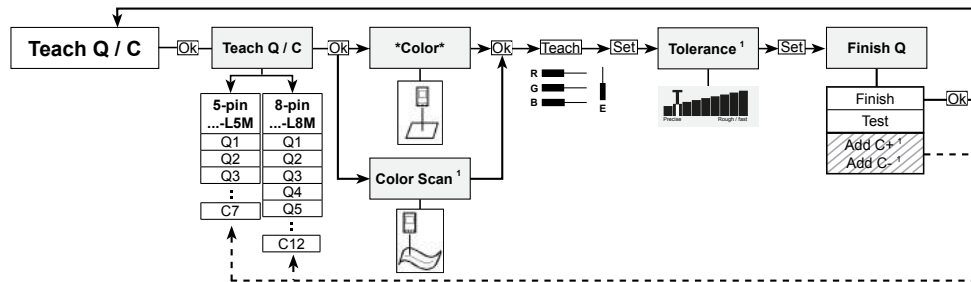 Teach Q / C
Ok
Teach Q / C
Ok
*Color*
Ok
Teach
Set
Tolerance ¹
Set
Finish Q
5-pin
...-L5M
Q1
Q2
Q3
:
C7
8-pin
...-L8M
Q1
Q2
Q3
Q4
Q5
:
C12
Color Scan ¹
R
G
B
E
T
Precise
Rough / fast
Finish
Ok
Test
Add C+ ¹
Add C- ¹